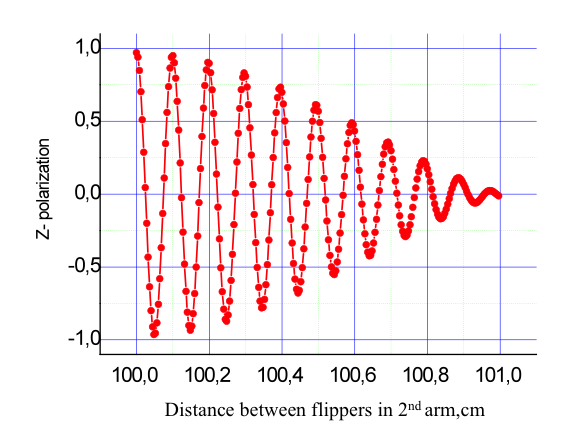 1,0
0,5
0,0
-0,5
-1,0
Z- polarization
100,0 100,2 100,4 100,6 100,8 101,0
Distance between flippers in 2nd arm,cm